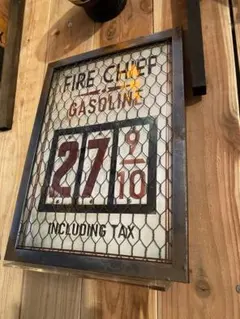 FIRE CHIEF
GASOLINE
27 9/10
INCLUDING TAX